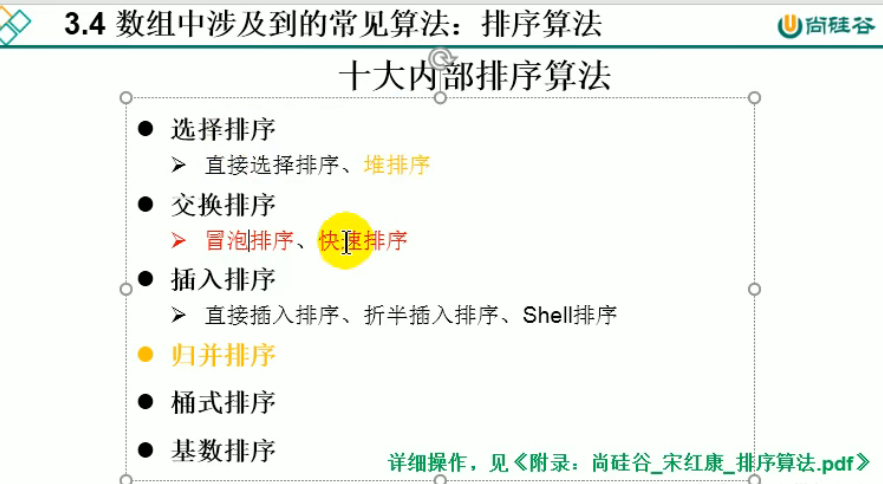 3.4 数组中涉及到的常见算法：排序算法
尚硅谷
十大内部排序算法
选择排序
直接选择排序、堆排序
交换排序
冒泡排序、快速排序
插入排序
直接插入排序、折半插入排序、Shell排序
归并排序
桶式排序
基数排序
详细操作，见《附录：尚硅谷_宋红康_排序算法.pdf》